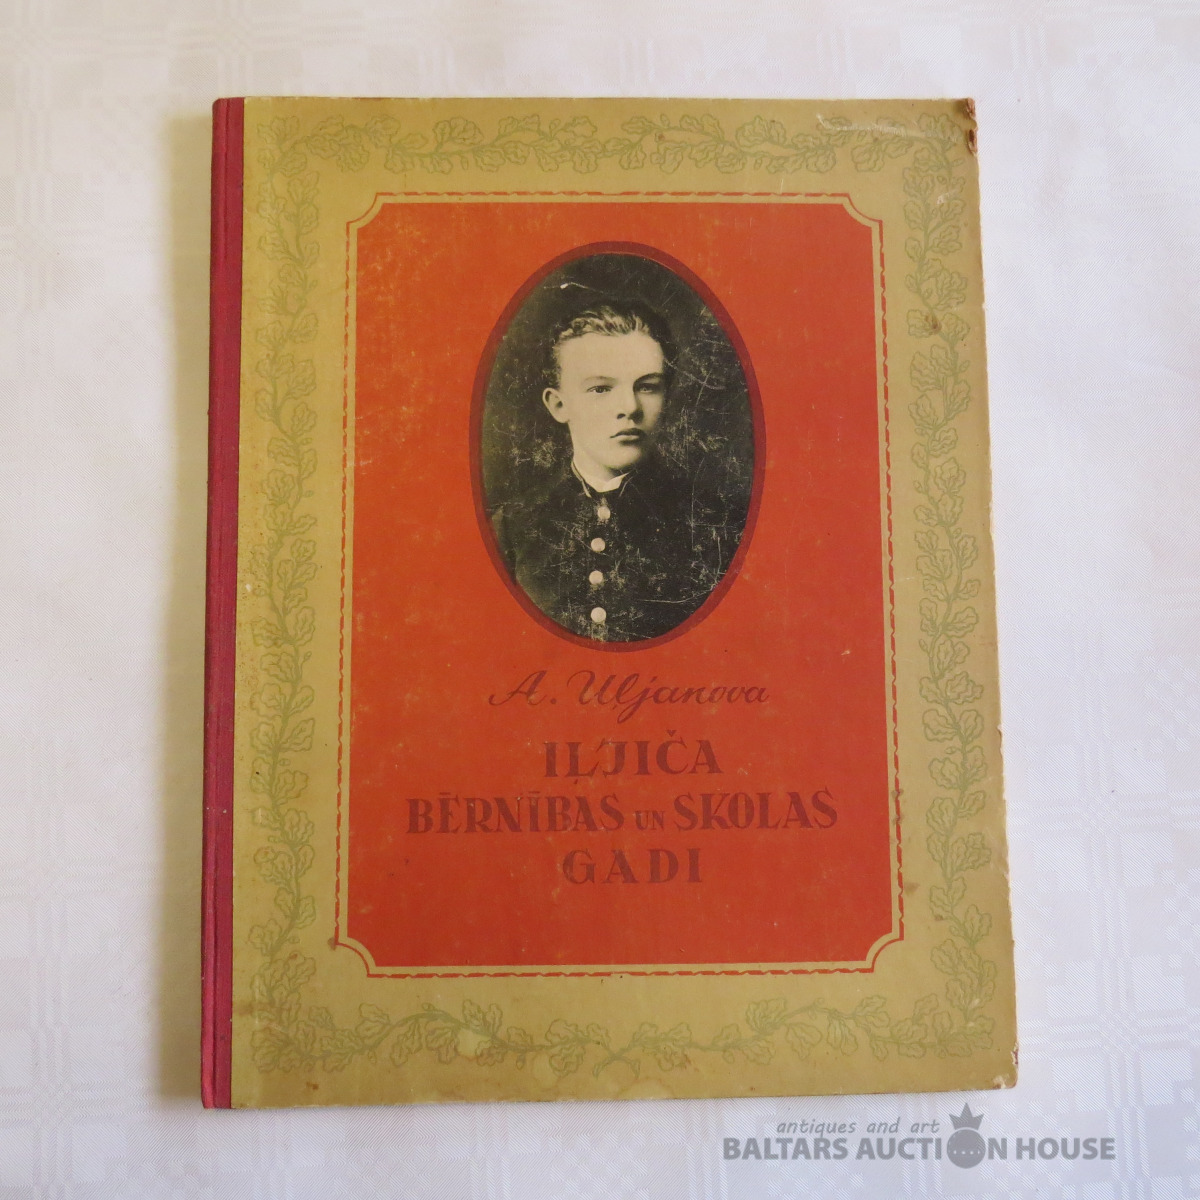 A. Uļjanova
IĻJIČA
BĒRNĪBAS UN SKOLAS
GADI
antiques and art
BALTARS AUCTION HOUSE